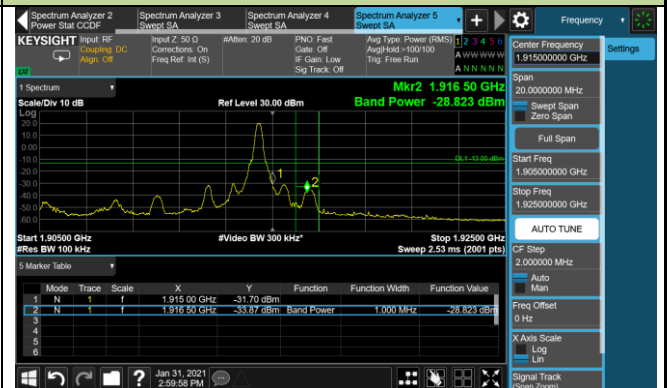 Spectrum Analyzer 2
Power Stat CCDF
Spectrum Analyzer 3
Swept SA
Spectrum Analyzer 4
Swept SA
Spectrum Analyzer 5
Swept SA
Frequency
KEYSIGHT
Input: RF
Coupling: DC
Align: Off
Input Z: 50 Ω
Corrections: On
Freq Ref: Int (S)
#Atten: 20 dB
PNO: Fast
Gate: Off
IF Gain: Low
Sig Track: Off
Avg Type: Power (RMS)
Avg|Hold:>100/100
Trig: Free Run
1 2 3 4 5 6
A W W W W W
A N N N N N
1 Spectrum
Scale/Div 10 dB
Ref Level 30.00 dBm
Mkr2 1.916 50 GHz
Band Power -28.823 dBm
Log
20.0
10.0
0.00
-10.0
-20.0
-30.0
-40.0
-50.0
-60.0
DL1 -13.00 dBm
1
2
Start 1.90500 GHz
#Res BW 100 kHz
#Video BW 300 kHz*
Stop 1.92500 GHz
Sweep 2.53 ms (2001 pts)
5 Marker Table
Mode Trace Scale X Y Function Function Width Function Value
1 N 1 f 1.915 00 GHz -31.70 dBm
2 N 1 f 1.916 50 GHz -33.87 dBm Band Power 1.000 MHz -28.823 dBm
3
4
5
6
Jan 31, 2021
2:59:58 PM
Center Frequency
1.915000000 GHz
Settings
Span
20.0000000 MHz
Swept Span
Zero Span
Full Span
Start Freq
1.905000000 GHz
Stop Freq
1.925000000 GHz
AUTO TUNE
CF Step
2.000000 MHz
Auto
Man
Freq Offset
0 Hz
X Axis Scale
Log
Lin
Signal Track
(Span Zoom)